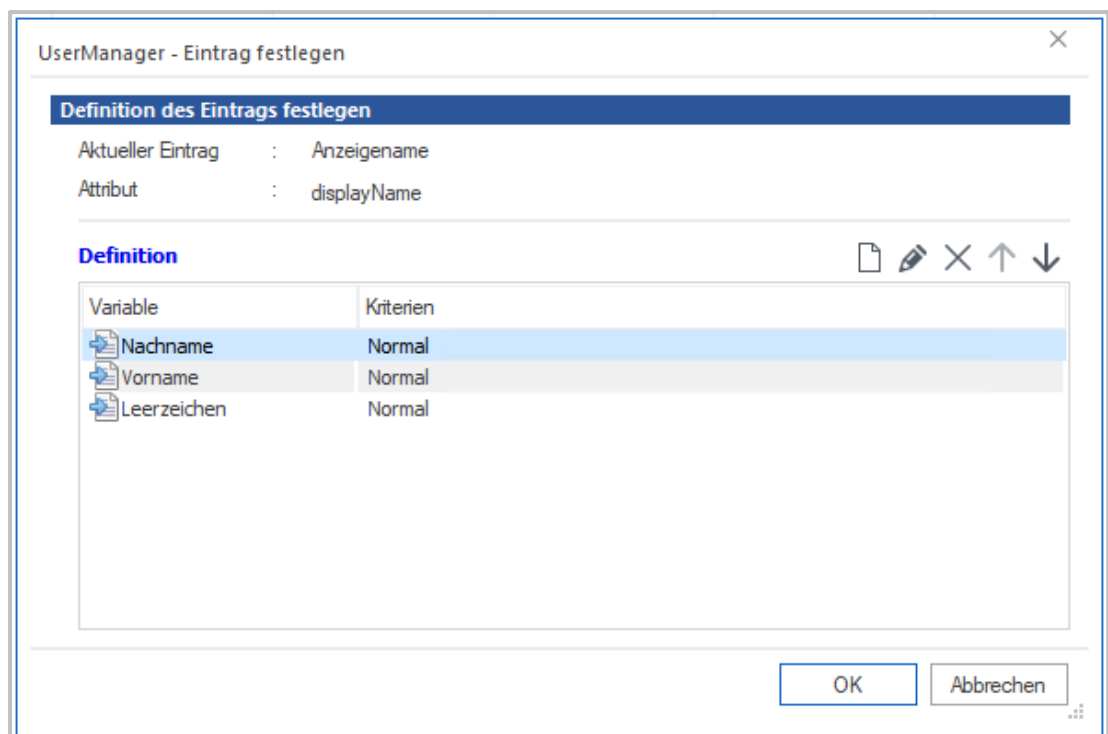 UserManager - Eintrag festlegen
Definition des Eintrags festlegen
Aktueller Eintrag : Anzeigename
Attribut : displayName
Definition
Variable Kriterien
Nachname Normal
Vorname Normal
Leerzeichen Normal
OK Abbrechen